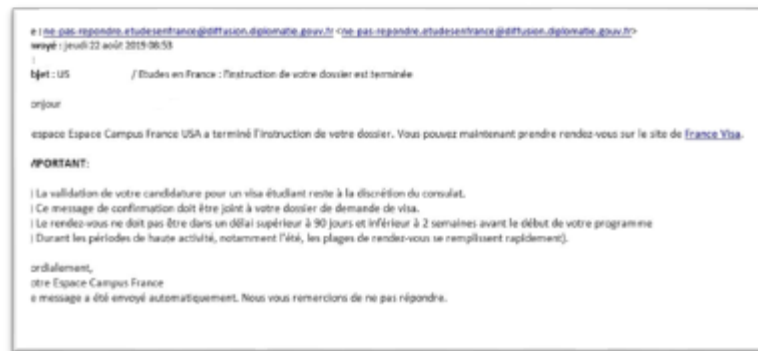 e : ne-pas-repondre.etudesenfrance@diffusion.diplomatie.gouv.fr <ne-pas-repondre.etudesenfrance@diffusion.diplomatie.gouv.fr>
nvoyé : jeudi 22 août 2019 08:53
:
bjet : US / Etudes en France : l'instruction de votre dossier est terminée
onjour
espace Espace Campus France USA a terminé l'instruction de votre dossier. Vous pouvez maintenant prendre rendez-vous sur le site de France Visa.
MPORTANT:
) La validation de votre candidature pour un visa étudiant reste à la discrétion du consulat.
) Ce message de confirmation doit être joint à votre dossier de demande de visa.
) Le rendez-vous ne doit pas être dans un délai supérieur à 90 jours et inférieur à 2 semaines avant le début de votre programme
) Durant les périodes de haute activité, notamment l'été, les plages de rendez-vous se remplissent rapidement).
ordialement,
otre Espace Campus France
e message a été envoyé automatiquement. Nous vous remercions de ne pas répondre.